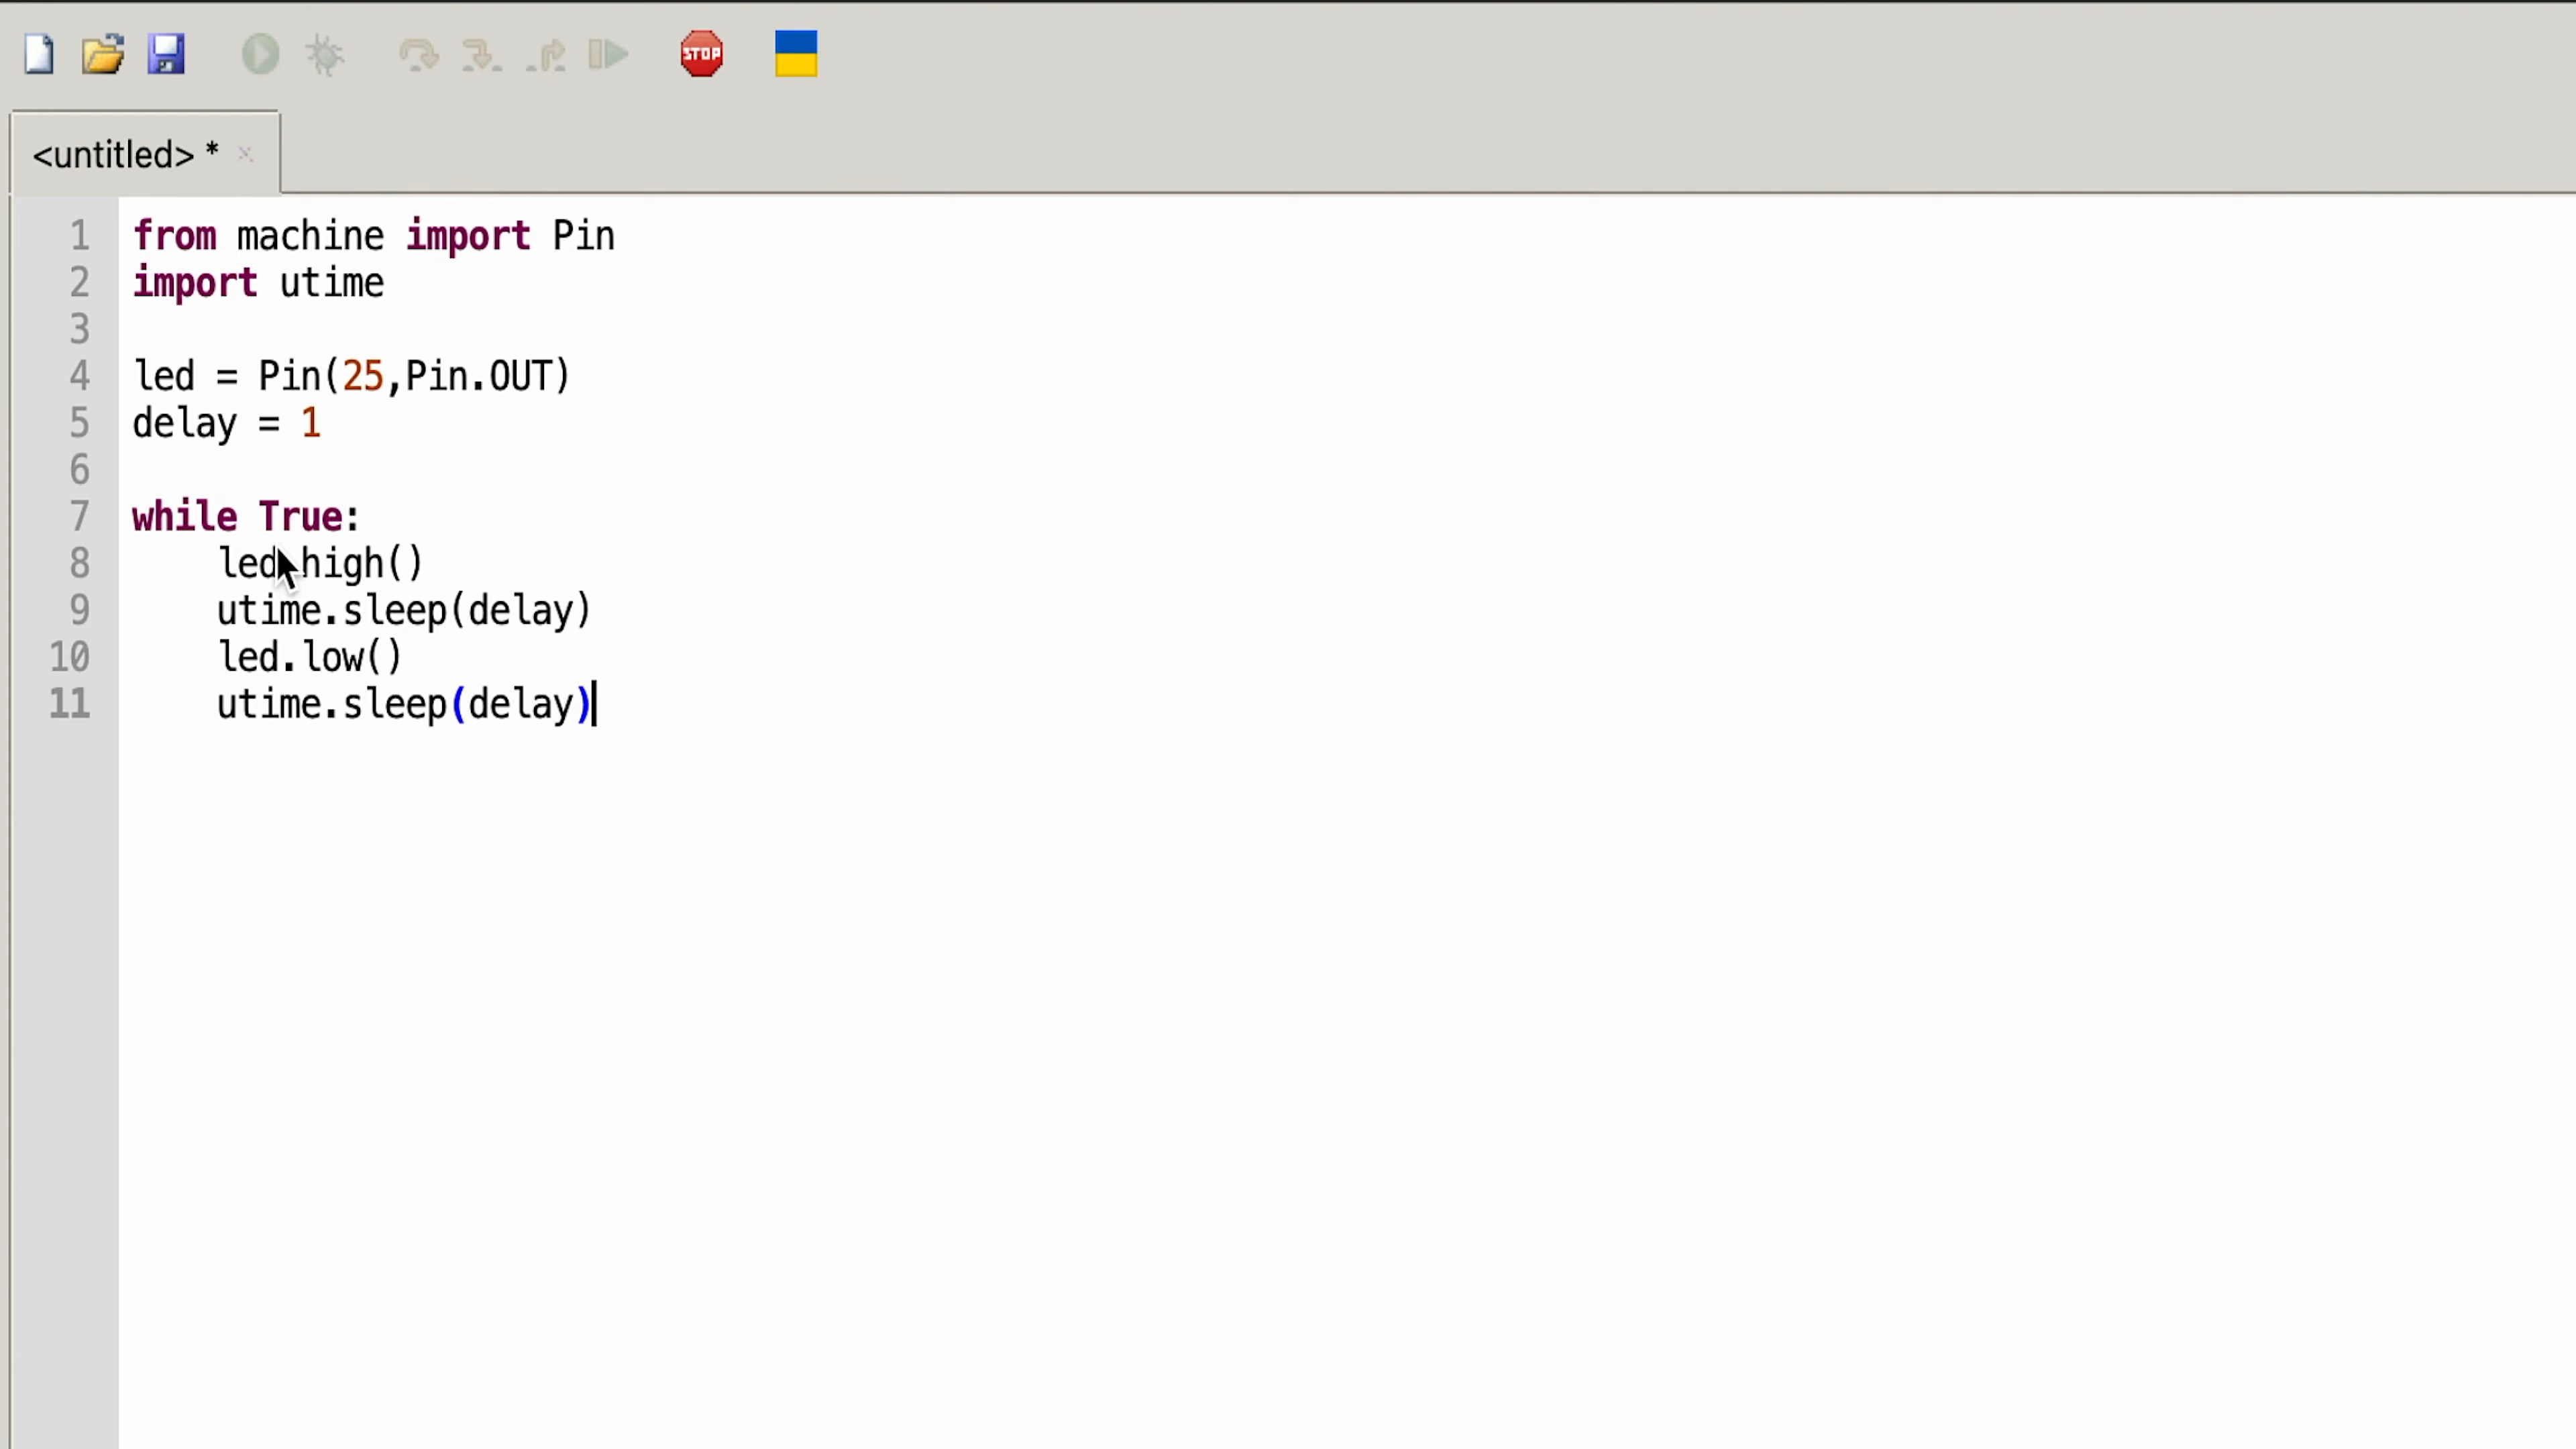 STOP
<untitled> *
1 from machine import Pin
2 import utime
3
4 led = Pin(25,Pin.OUT)
5 delay = 1
6
7 while True:
8     led.high()
9     utime.sleep(delay)
10     led.low()
11     utime.sleep(delay)